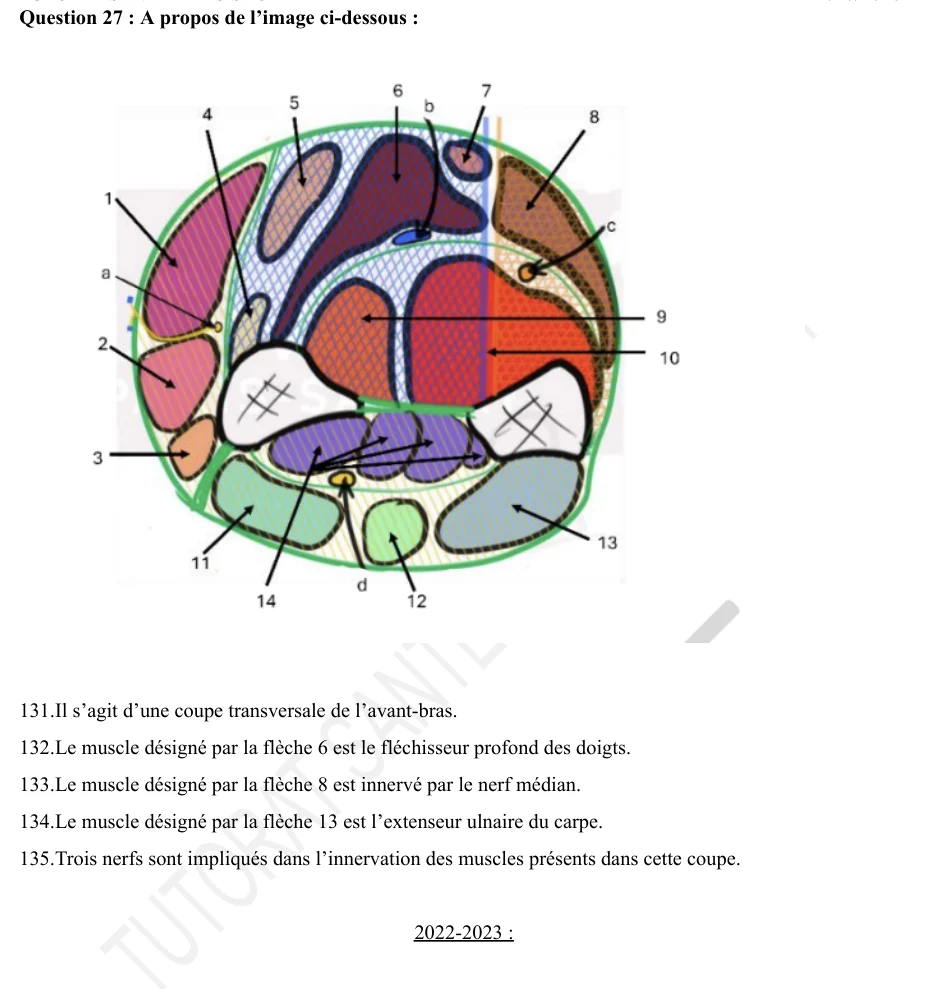 Question 27 : A propos de l’image ci-dessous :
6
7
b
5
4
8
1
c
a
9
2
10
3
13
11
d
14
12
131.Il s’agit d’une coupe transversale de l’avant-bras.
132.Le muscle désigné par la flèche 6 est le fléchisseur profond des doigts.
133.Le muscle désigné par la flèche 8 est innervé par le nerf médian.
134.Le muscle désigné par la flèche 13 est l’extenseur ulnaire du carpe.
135.Trois nerfs sont impliqués dans l’innervation des muscles présents dans cette coupe.
TUTORAT SANTE
2022-2023 :